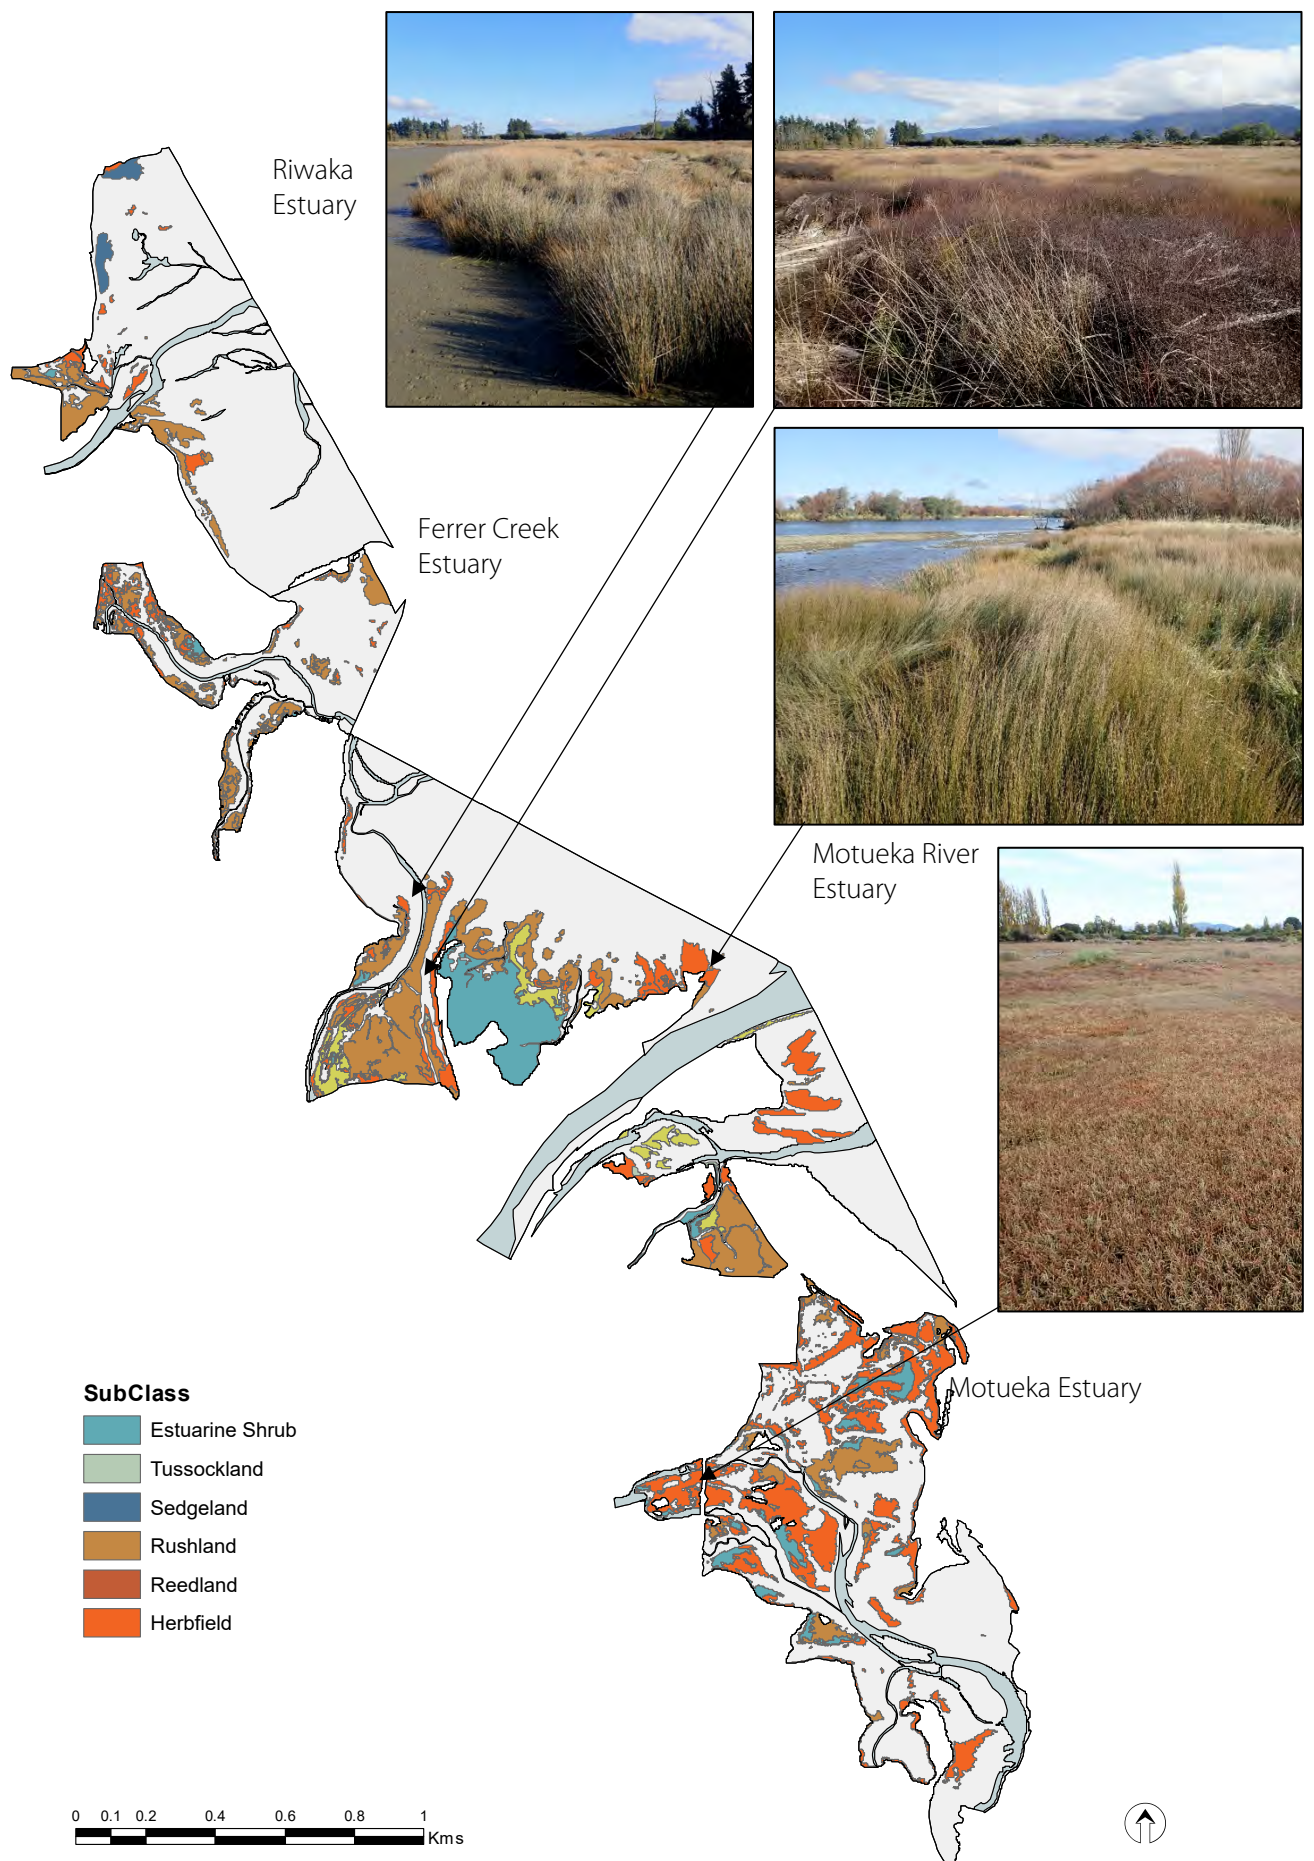 Riwaka
Estuary
Ferrer Creek
Estuary
Motueka River
Estuary
Motueka Estuary
SubClass
Estuarine Shrub
Tussockland
Sedgeland
Rushland
Reedland
Herbfield
0 0.1 0.2 0.4 0.6 0.8 1
Kms